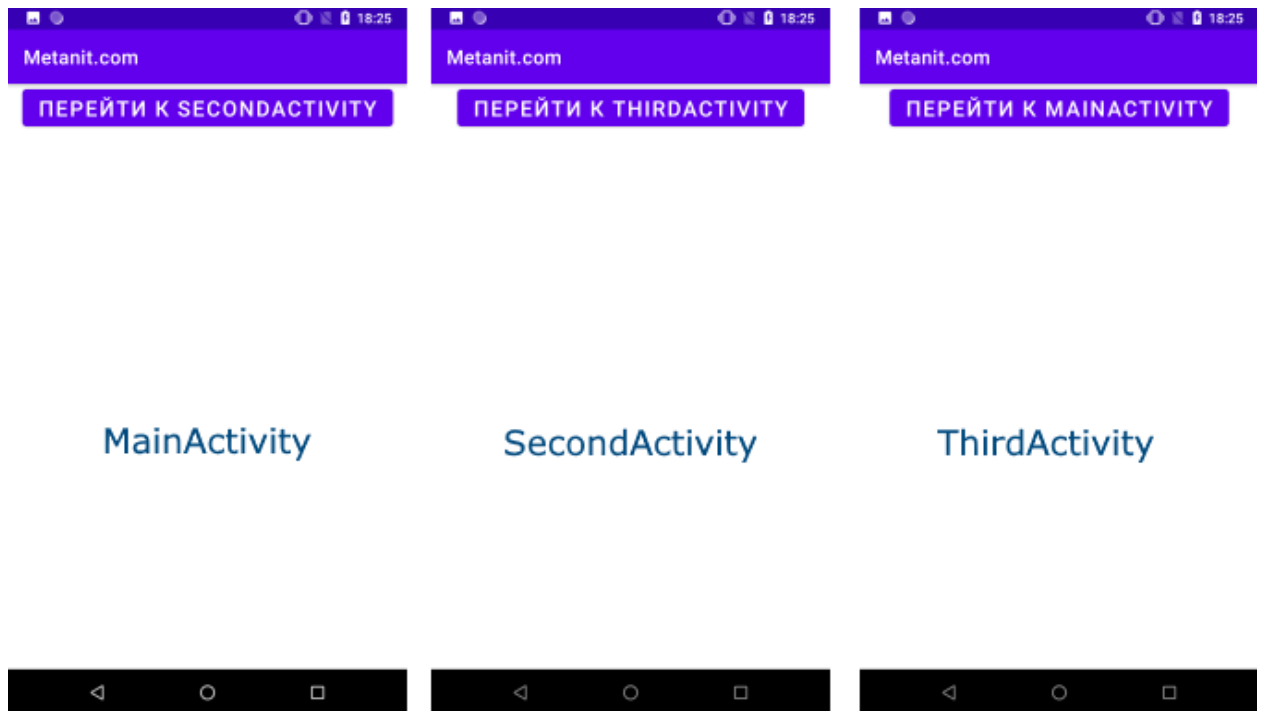 18:25
Metanit.com
ПЕРЕЙТИ К SECONDACTIVITY
MainActivity
18:25
Metanit.com
ПЕРЕЙТИ К THIRDACTIVITY
SecondActivity
18:25
Metanit.com
ПЕРЕЙТИ К MAINACTIVITY
ThirdActivity